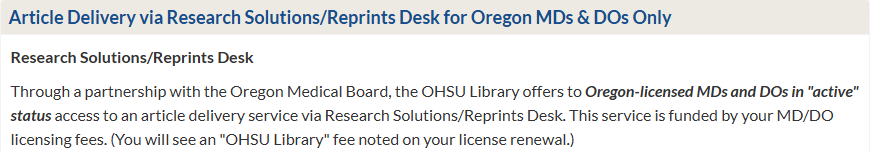 Article Delivery via Research Solutions/Reprints Desk for Oregon MDs & DOs Only
Research Solutions/Reprints Desk
Through a partnership with the Oregon Medical Board, the OHSU Library offers to Oregon-licensed MDs and DOs in "active"
status access to an article delivery service via Research Solutions/Reprints Desk. This service is funded by your MD/DO
licensing fees. (You will see an "OHSU Library" fee noted on your license renewal.)